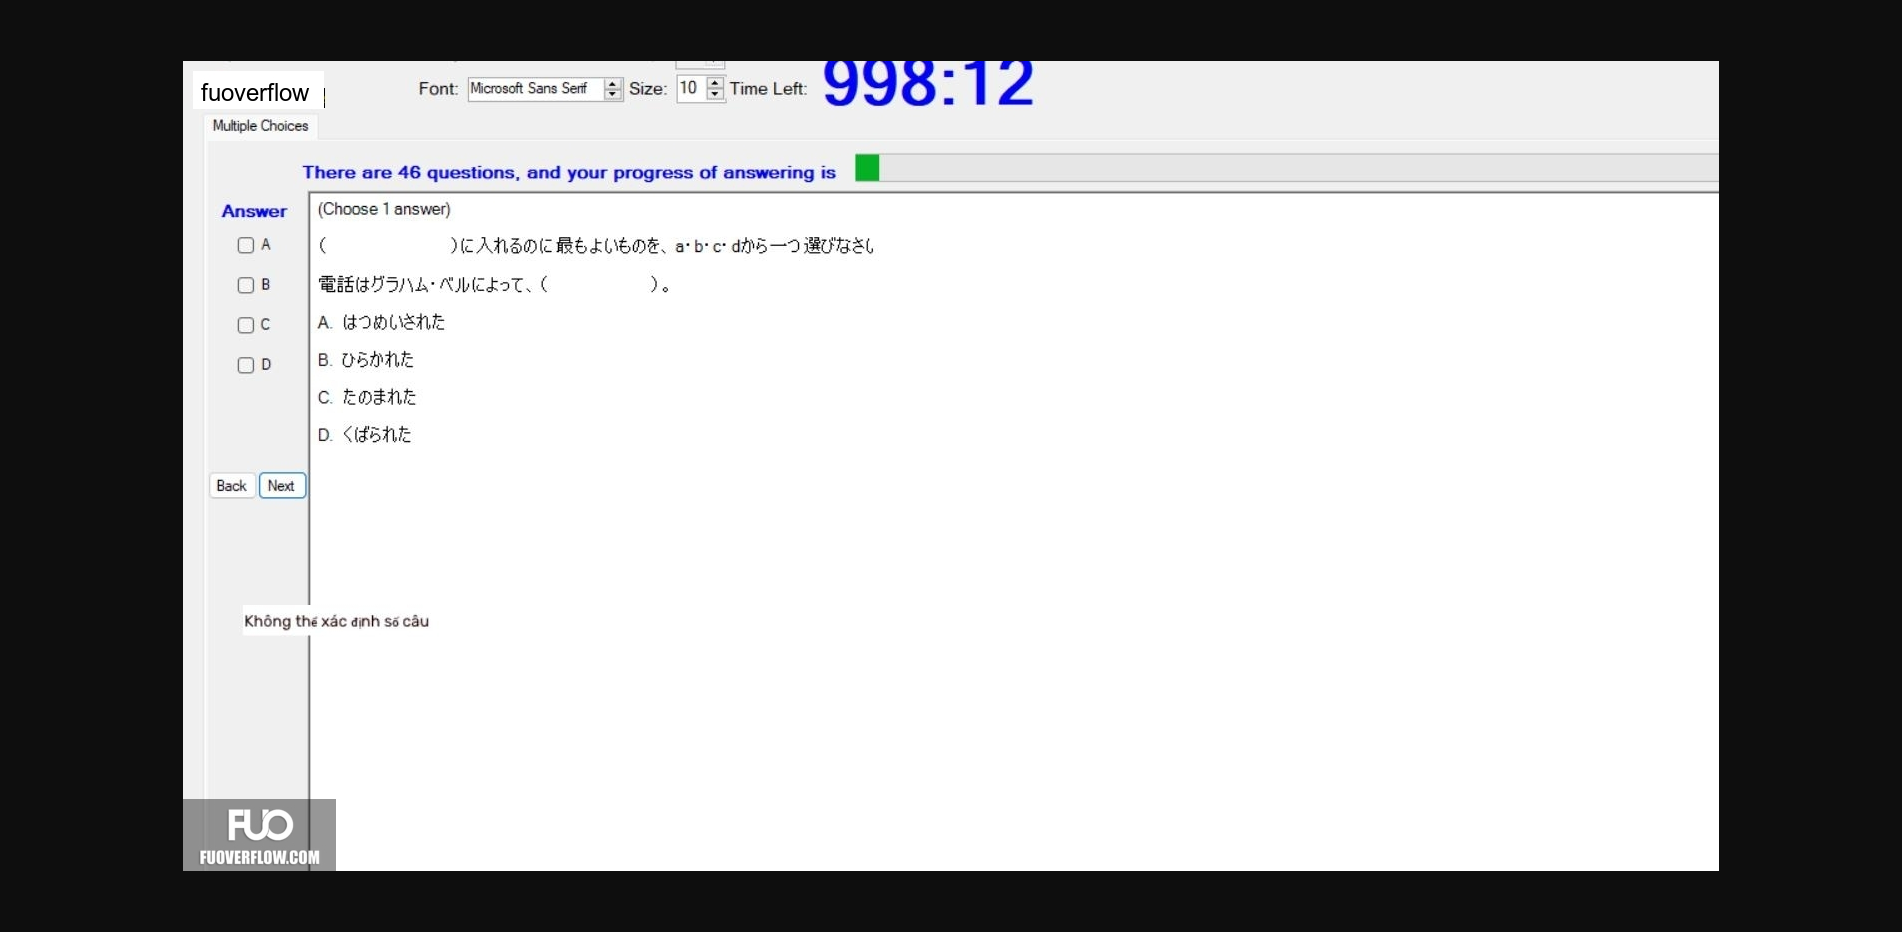 fuoverflow
Font: Microsoft Sans Serif Size: 10 Time Left: 998:12
Multiple Choices
There are 46 questions, and your progress of answering is
Answer
(Choose 1 answer)
A
(　　　　　　)に入れるのに最もよいものを、a・b・c・dから一つ選びなさい
B
電話はグラハム・ベルによって、(　　　　　)。
C
A. はつめいされた
D
B. ひらかれた
C. たのまれた
D. くばられた
Back Next
Không thể xác định số câu
FUO
FUOVERFLOW.COM